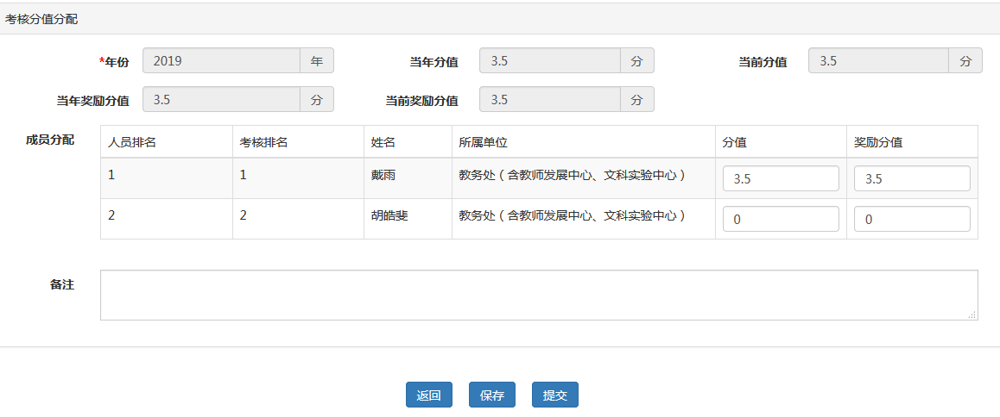 考核分值分配
*年份 2019 年 当年分值 3.5 分 当前分值 3.5 分
当年奖励分值 3.5 分 当前奖励分值 3.5 分
成员分配 人员排名 考核排名 姓名 所属单位 分值 奖励分值
1 1 戴雨 教务处（含教师发展中心、文科实验中心） 3.5 3.5
2 2 胡皓斐 教务处（含教师发展中心、文科实验中心） 0 0
备注
返回 保存 提交